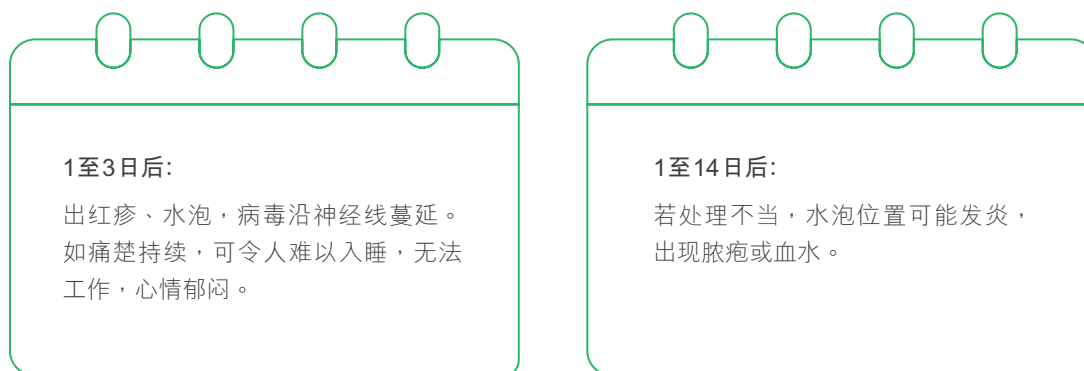 1至3日后:
出红疹、水泡，病毒沿神经线蔓延。
如痛楚持续，可令人难以入睡，无法
工作，心情郁闷。
1至14日后:
若处理不当，水泡位置可能发炎，
出现脓疱或血水。